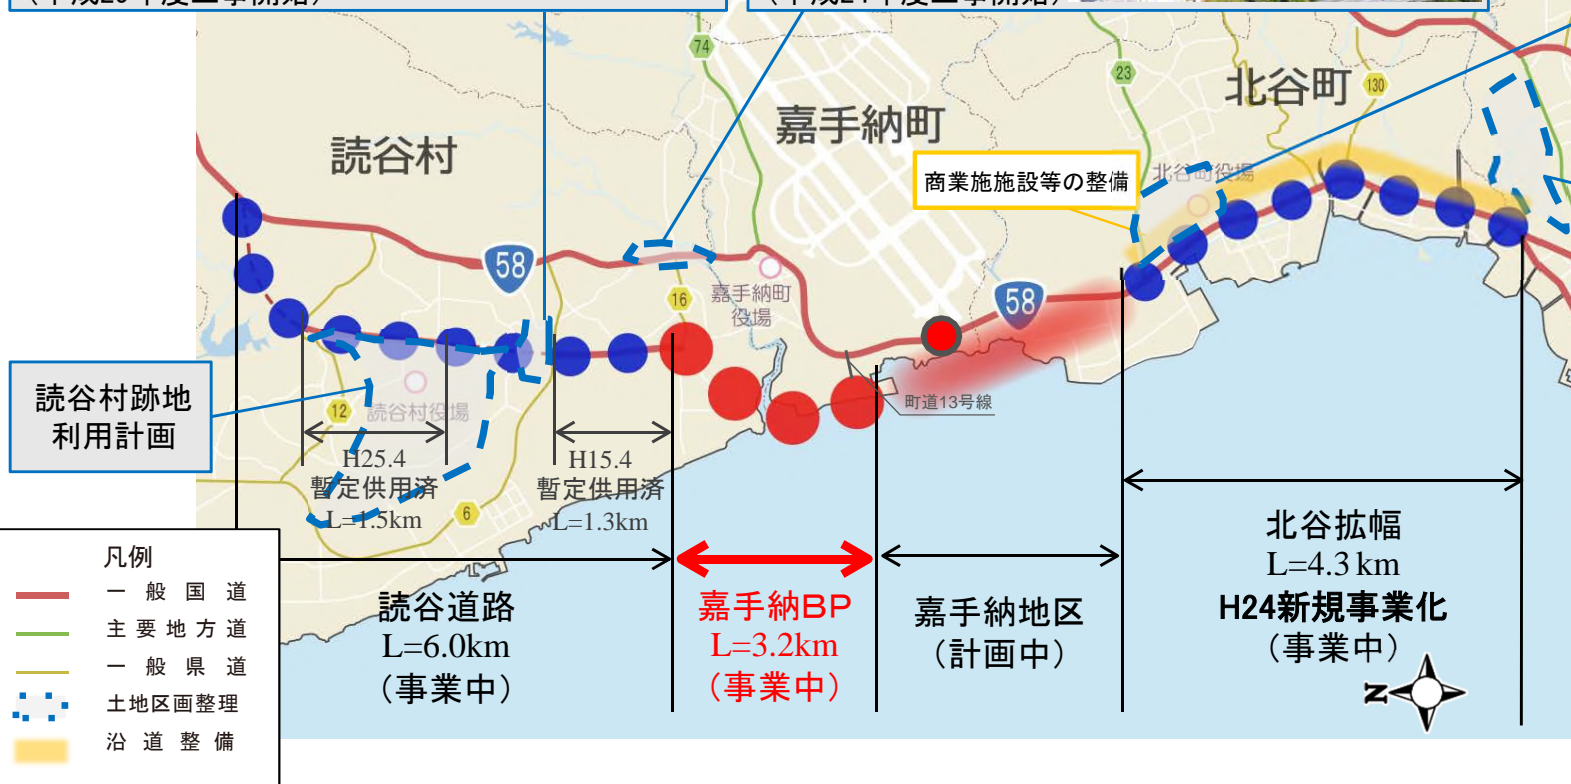 74
23
北谷町
130
嘉手納町
読谷村
商業施施設等の整備
北谷町役場
58
16
嘉手納町
役場
58
読谷村跡地
利用計画
12
読谷村役場
町道13号線
H25.4
暫定供用済
L=1.5km
H15.4
暫定供用済
L=1.3km
6
凡例
一般国道
主要地方道
一般県道
土地区画整理
沿道整備
読谷道路
L=6.0km
（事業中）
嘉手納BP
L=3.2km
（事業中）
嘉手納地区
（計画中）
北谷拡幅
L=4.3km
H24新規事業化
（事業中）
N